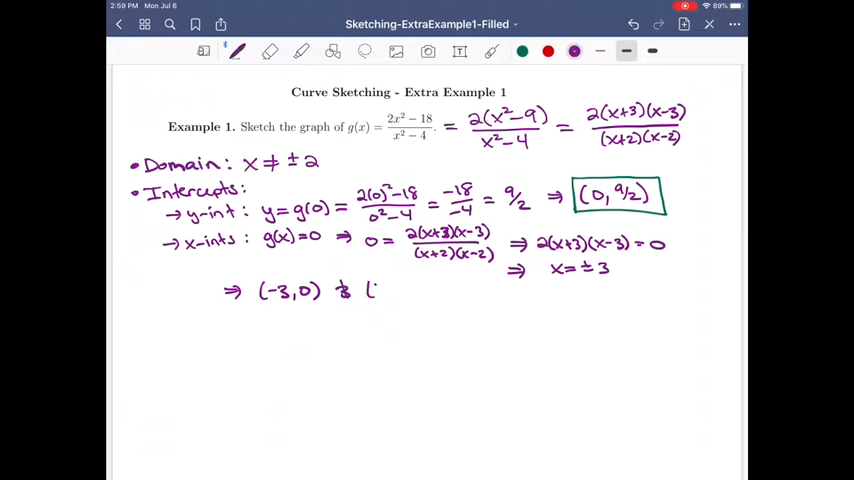 2:59 PM Mon Jul 6
89%
Sketching-ExtraExample1-Filled
Curve Sketching - Extra Example 1
Example 1. Sketch the graph of g(x) = (2x² − 18)/(x² − 4). = 2(x²−9)/(x²−4) = 2(x+3)(x−3)/(x+2)(x−2)
• Domain: x ≠ ±2
• Intercepts:
→ y-int: y = g(0) = (2(0)²−18)/(0²−4) = −18/−4 = 9/2 ⇒ (0, 9/2)
→ x-ints: g(x)=0 ⇒ 0 = 2(x+3)(x−3)/(x+2)(x−2) ⇒ 2(x+3)(x−3) = 0
⇒ x = ±3
⇒ (−3,0) & (